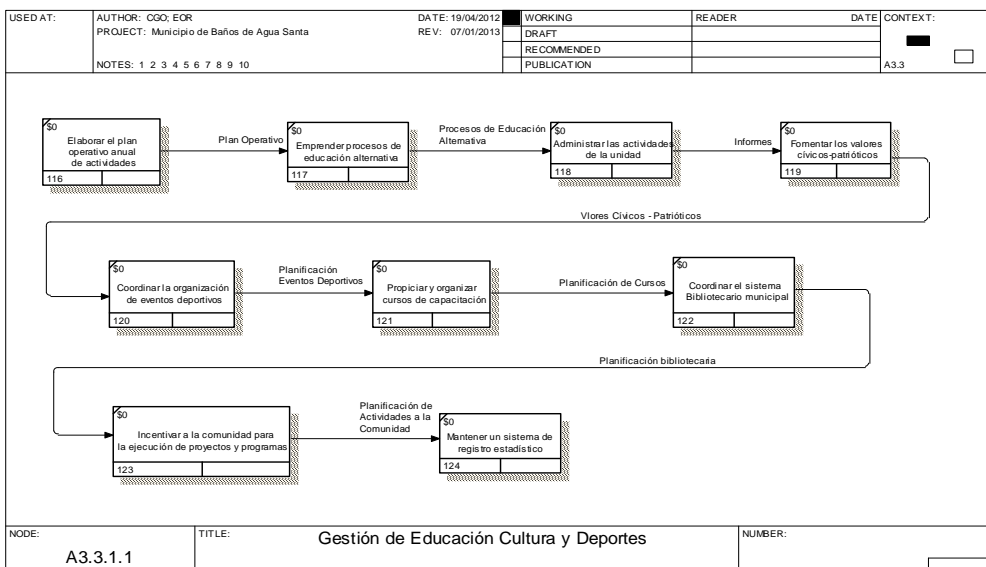 USED AT:
AUTHOR: CGO; EOR
DATE: 19/04/2012
WORKING
READER
DATE
CONTEXT:
PROJECT: Municipio de Baños de Agua Santa
REV: 07/01/2013
DRAFT
RECOMMENDED
NOTES: 1 2 3 4 5 6 7 8 9 10
PUBLICATION
A3.3
$0
Elaborar el plan
operativo anual
de actividades
116
Plan Operativo
$0
Emprender procesos de
educación alternativa
117
Procesos de Educación
Alternativa
$0
Administrar las actividades
de la unidad
118
Informes
$0
Fomentar los valores
cívicos-patrióticos
119
Vlores Cívicos - Patrióticos
$0
Coordinar la organización
de eventos deportivos
120
Planificación
Eventos Deportivos
$0
Propiciar y organizar
cursos de capacitación
121
Planificación de Cursos
$0
Coordinar el sistema
Bibliotecario municipal
122
Planificación bibliotecaria
$0
Incentivar a la comunidad para
la ejecución de proyectos y programas
123
Planificación de
Actividades a la
Comunidad
$0
Mantener un sistema de
registro estadístico
124
NODE:
A3.3.1.1
TITLE:
Gestión de Educación Cultura y Deportes
NUMBER: